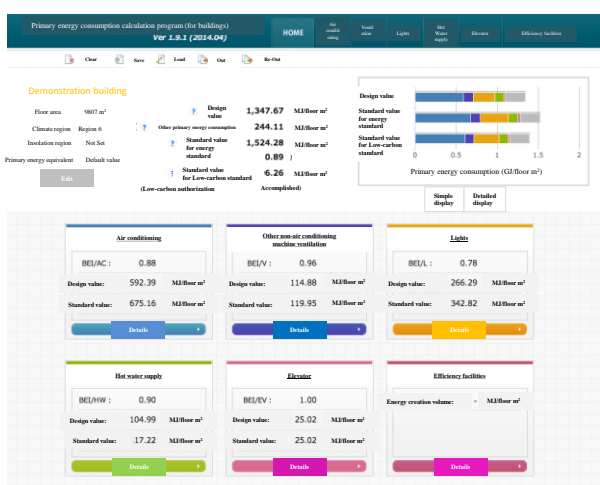 Primary energy consumption calculation program (for buildings)
Ver 1.9.1 (2014.04)
HOME
Air conditioning
Ventilation
Lights
Hot Water supply
Elevator
Efficiency facilities
Clear
Save
Load
Out
Re-Out
Demonstration building
Floor area 9807 m²
Climate region Region 6
Insolation region Not Set
Primary energy equivalent Default value
Edit
? Design value 1,347.67 MJ/floor m²
? Other primary energy consumption 244.11 MJ/floor m²
? Standard value for energy standard 1,524.28 MJ/floor m²
0.89 )
? Standard value for Low-carbon standard 6.26 MJ/floor m²
(Low-carbon authorization Accomplished)
Design value
Standard value for energy standard
Standard value for Low-carbon standard
0 0.5 1 1.5 2
Primary energy consumption (GJ/floor m²)
Simple display
Detailed display
Air conditioning
BEI/AC : 0.88
Design value: 592.39 MJ/floor m²
Standard value: 675.16 MJ/floor m²
Details
Other non-air conditioning
machine ventilation
BEI/V : 0.96
Design value: 114.88 MJ/floor m²
Standard value: 119.95 MJ/floor m²
Details
Lights
BEI/L : 0.78
Design value: 266.29 MJ/floor m²
Standard value: 342.82 MJ/floor m²
Details
Hot water supply
BEI/HW : 0.90
Design value: 104.99 MJ/floor m²
Standard value: 17.22 MJ/floor m²
Details
Elevator
BEI/EV : 1.00
Design value: 25.02 MJ/floor m²
Standard value: 25.02 MJ/floor m²
Details
Efficiency facilities
Energy creation volume: - MJ/floor m²
Details